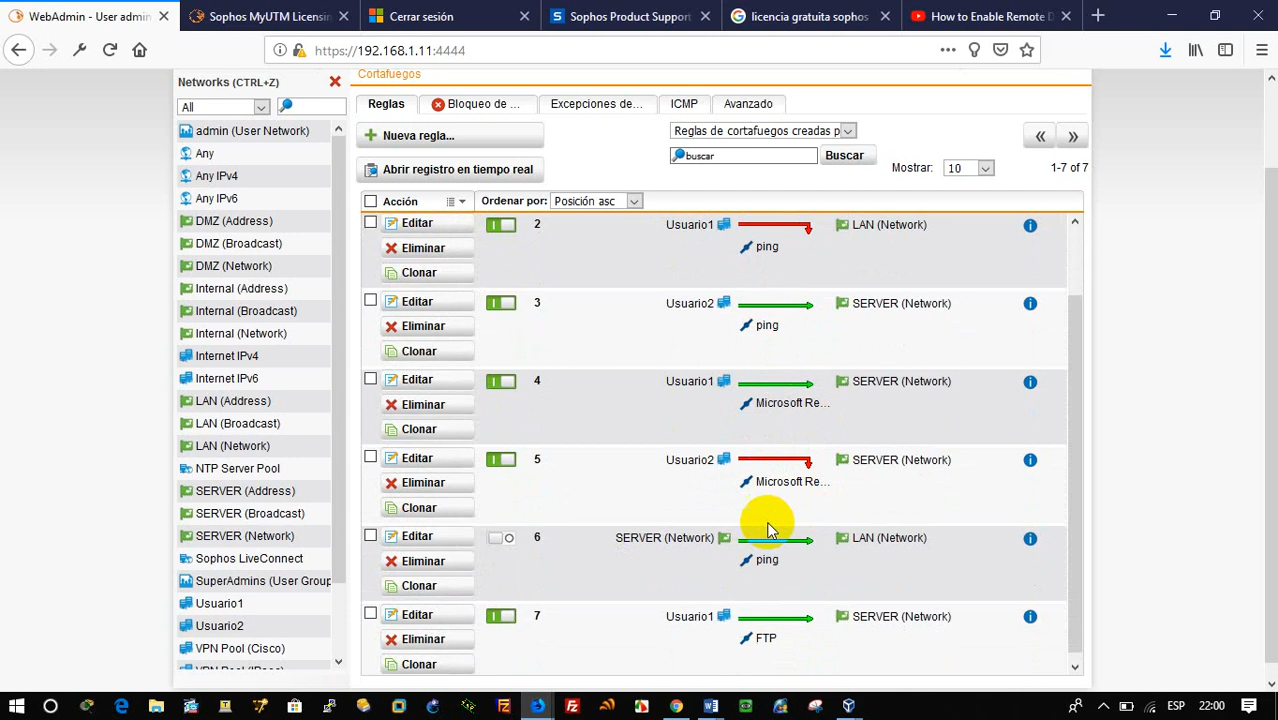 WebAdmin - User admin
Sophos MyUTM Licensin
Cerrar sesión
Sophos Product Support
licencia gratuita sophos
How to Enable Remote D
https://192.168.1.11:4444
Networks (CTRL+Z)
All
admin (User Network)
Any
Any IPv4
Any IPv6
DMZ (Address)
DMZ (Broadcast)
DMZ (Network)
Internal (Address)
Internal (Broadcast)
Internal (Network)
Internet IPv4
Internet IPv6
LAN (Address)
LAN (Broadcast)
LAN (Network)
NTP Server Pool
SERVER (Address)
SERVER (Broadcast)
SERVER (Network)
Sophos LiveConnect
SuperAdmins (User Group
Usuario1
Usuario2
VPN Pool (Cisco)
VPN Pool (IPsec)
Cortafuegos
Reglas
Bloqueo de ...
Excepciones de...
ICMP
Avanzado
Nueva regla...
Reglas de cortafuegos creadas p
buscar
Buscar
Abrir registro en tiempo real
Mostrar: 10
1-7 of 7
Acción
Ordenar por: Posición asc
Editar 2 Usuario1 LAN (Network)
Eliminar ping
Clonar
Editar 3 Usuario2 SERVER (Network)
Eliminar ping
Clonar
Editar 4 Usuario1 SERVER (Network)
Eliminar Microsoft Re...
Clonar
Editar 5 Usuario2 SERVER (Network)
Eliminar Microsoft Re...
Clonar
Editar 6 SERVER (Network) LAN (Network)
Eliminar ping
Clonar
Editar 7 Usuario1 SERVER (Network)
Eliminar FTP
Clonar
ESP 22:00